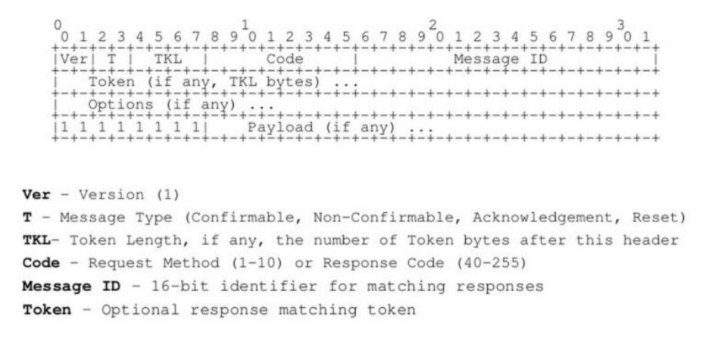 0                   1                   2                   3
0 1 2 3 4 5 6 7 8 9 0 1 2 3 4 5 6 7 8 9 0 1 2 3 4 5 6 7 8 9 0 1
+-+-+-+-+-+-+-+-+-+-+-+-+-+-+-+-+-+-+-+-+-+-+-+-+-+-+-+-+-+-+-+-+
|Ver| T |  TKL  |      Code     |          Message ID           |
+-+-+-+-+-+-+-+-+-+-+-+-+-+-+-+-+-+-+-+-+-+-+-+-+-+-+-+-+-+-+-+-+
|   Token (if any, TKL bytes) ...
+-+-+-+-+-+-+-+-+-+-+-+-+-+-+-+-+-+-+-+-+-+-+-+-+-+-+-+-+-+-+-+-+
|   Options (if any) ...
+-+-+-+-+-+-+-+-+-+-+-+-+-+-+-+-+-+-+-+-+-+-+-+-+-+-+-+-+-+-+-+-+
|1 1 1 1 1 1 1 1|    Payload (if any) ...
+-+-+-+-+-+-+-+-+-+-+-+-+-+-+-+-+-+-+-+-+-+-+-+-+-+-+-+-+-+-+-+-+
Ver - Version (1)
T - Message Type (Confirmable, Non-Confirmable, Acknowledgement, Reset)
TKL- Token Length, if any, the number of Token bytes after this header
Code - Request Method (1-10) or Response Code (40-255)
Message ID - 16-bit identifier for matching responses
Token - Optional response matching token